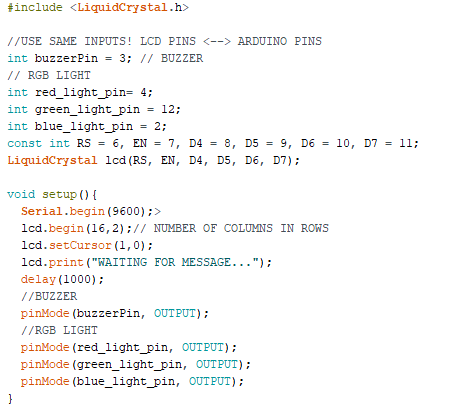 #include <LiquidCrystal.h>
//USE SAME INPUTS! LCD PINS <--> ARDUINO PINS
int buzzerPin = 3; // BUZZER
// RGB LIGHT
int red_light_pin= 4;
int green_light_pin = 12;
int blue_light_pin = 2;
const int RS = 6, EN = 7, D4 = 8, D5 = 9, D6 = 10, D7 = 11;
LiquidCrystal lcd(RS, EN, D4, D5, D6, D7);
void setup(){
  Serial.begin(9600);>
  lcd.begin(16,2);// NUMBER OF COLUMNS IN ROWS
  lcd.setCursor(1,0);
  lcd.print("WAITING FOR MESSAGE...");
  delay(1000);
  //BUZZER
  pinMode(buzzerPin, OUTPUT);
  //RGB LIGHT
  pinMode(red_light_pin, OUTPUT);
  pinMode(green_light_pin, OUTPUT);
  pinMode(blue_light_pin, OUTPUT);
}